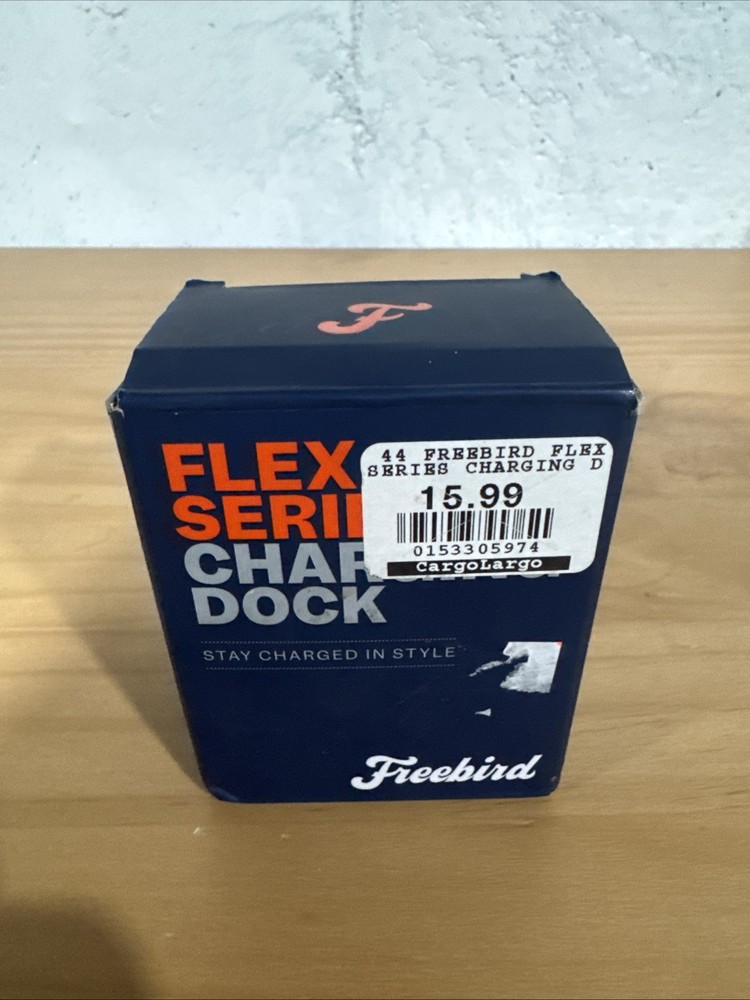 F
FLEX
44 FREEBIRD FLEX
SERIES CHARGING D
15.99
0153305974
CargoLargo
SERI
CHAR
DOCK
STAY CHARGED IN STYLE
Freebird